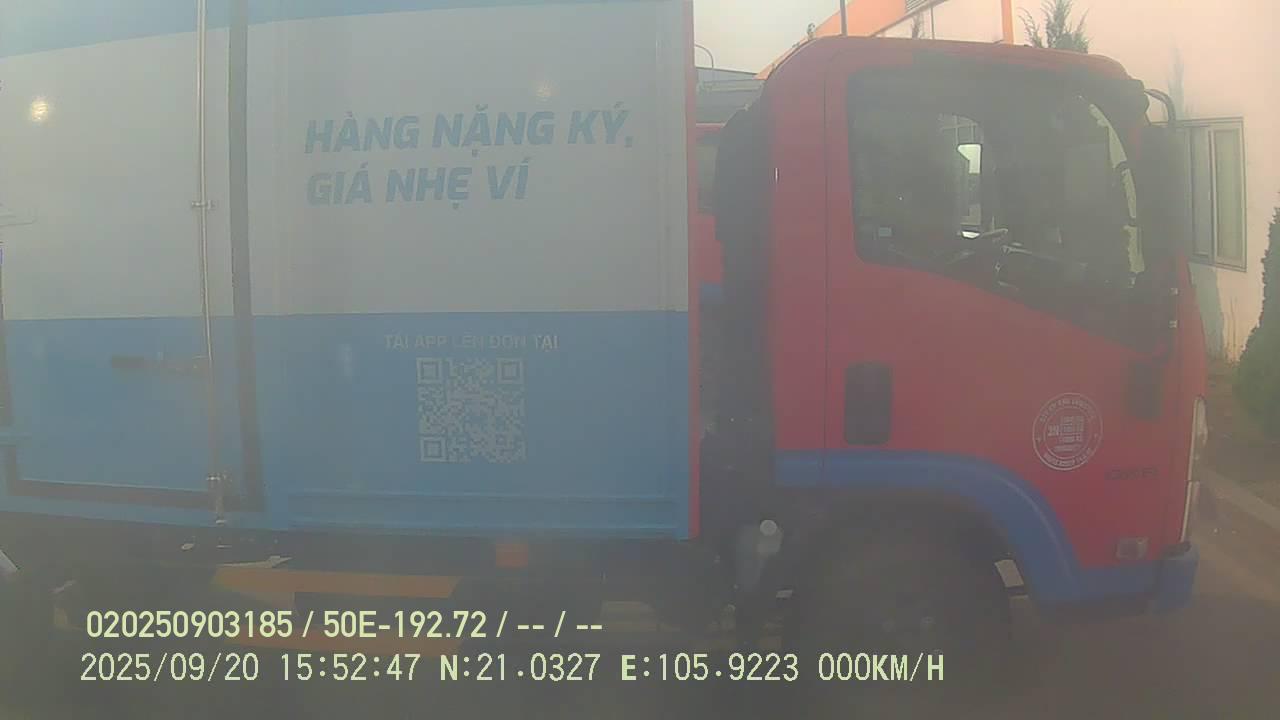 HÀNG NẶNG KÝ,
GIÁ NHẸ VÍ
TẢI APP LÊN ĐƠN TẠI
020250903185 / 50E-192.72 / -- / --
2025/09/20 15:52:47 N:21.0327 E:105.9223 000KM/H